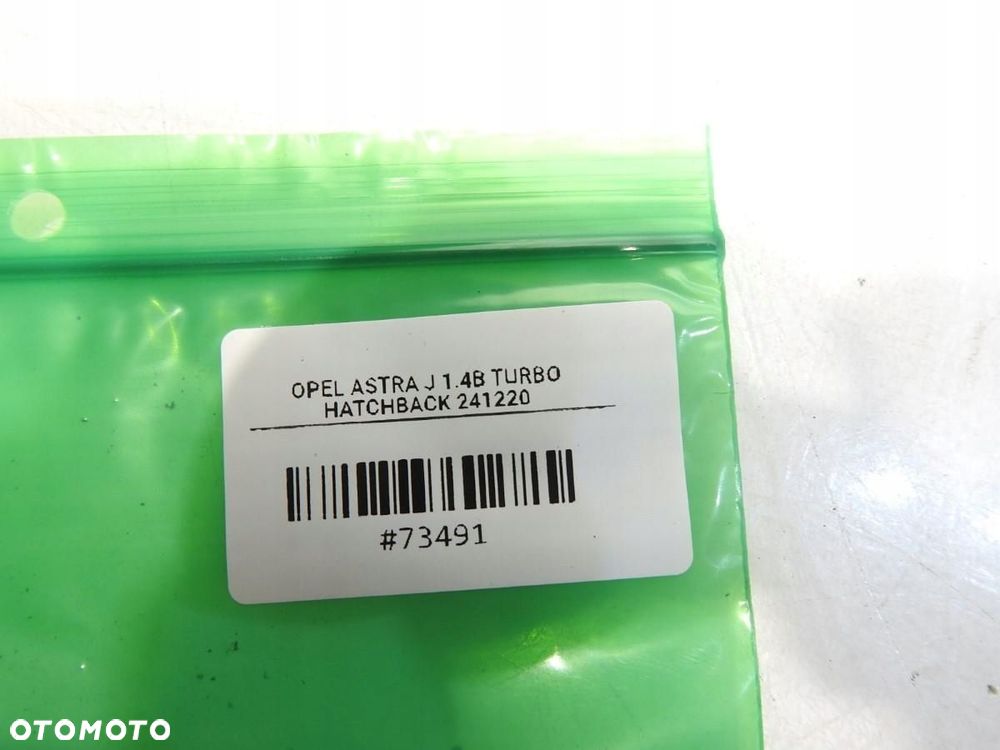 OPEL ASTRA J 1.4B TURBO
HATCHBACK 241220
#73491
OTOMOTO